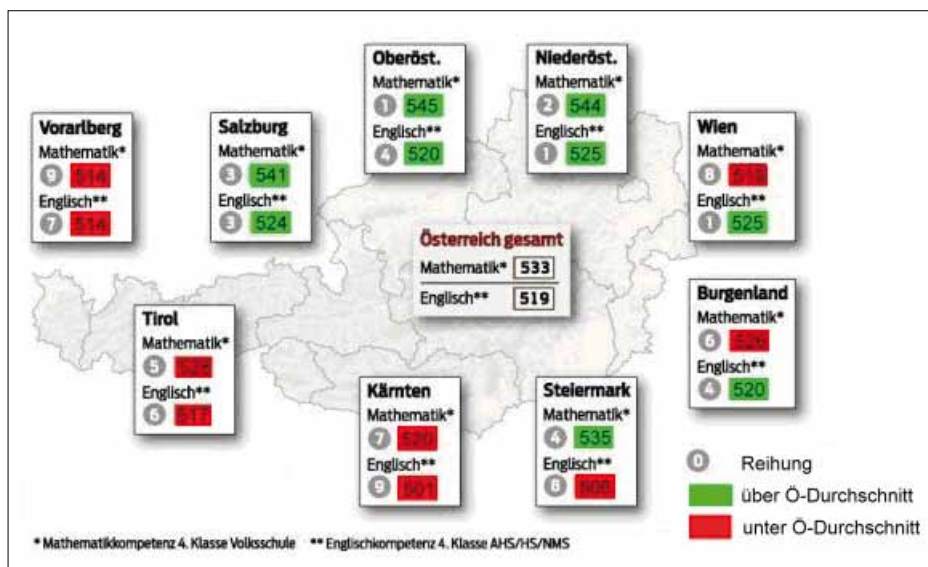 Oberöst.
Mathematik*
1 545
Englisch**
4 520
Niederöst.
Mathematik*
2 544
Englisch**
1 525
Vorarlberg
Mathematik*
9 514
Englisch**
7 514
Salzburg
Mathematik*
3 541
Englisch**
3 524
Wien
Mathematik*
8
Englisch**
1 525
Österreich gesamt
Mathematik* 533
Englisch** 519
Tirol
Mathematik*
5
Englisch**
6 517
Burgenland
Mathematik*
6 526
Englisch**
4 520
Kärnten
Mathematik*
7 520
Englisch**
9 501
Steiermark
Mathematik*
4 535
Englisch**
8
0 Reihung
über Ö-Durchschnitt
unter Ö-Durchschnitt
* Mathematikkompetenz 4. Klasse Volksschule ** Englischkompetenz 4. Klasse AHS/HS/NMS